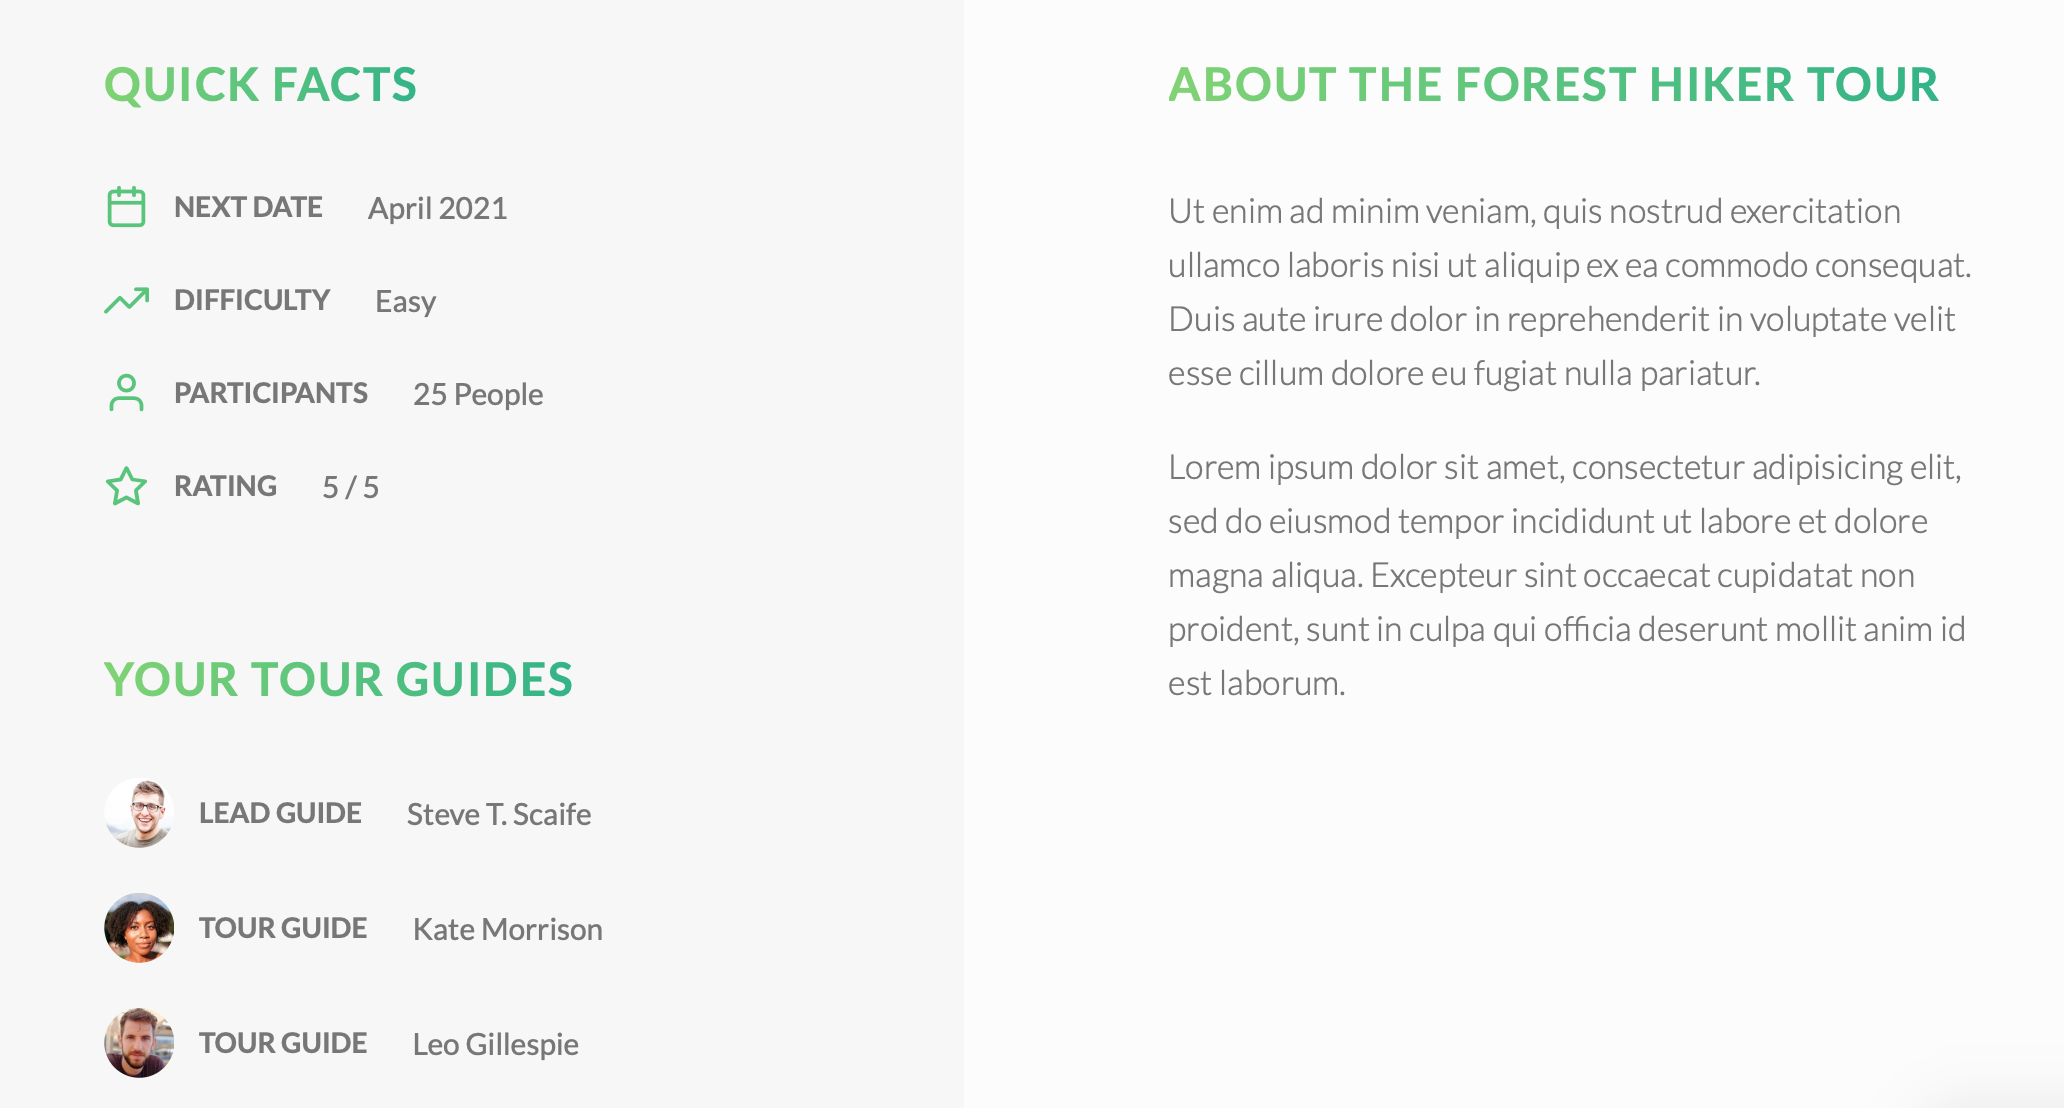 QUICK FACTS
NEXT DATE April 2021
DIFFICULTY Easy
PARTICIPANTS 25 People
RATING 5 / 5
YOUR TOUR GUIDES
LEAD GUIDE Steve T. Scaife
TOUR GUIDE Kate Morrison
TOUR GUIDE Leo Gillespie
ABOUT THE FOREST HIKER TOUR
Ut enim ad minim veniam, quis nostrud exercitation
ullamco laboris nisi ut aliquip ex ea commodo consequat.
Duis aute irure dolor in reprehenderit in voluptate velit
esse cillum dolore eu fugiat nulla pariatur.
Lorem ipsum dolor sit amet, consectetur adipisicing elit,
sed do eiusmod tempor incididunt ut labore et dolore
magna aliqua. Excepteur sint occaecat cupidatat non
proident, sunt in culpa qui officia deserunt mollit anim id
est laborum.